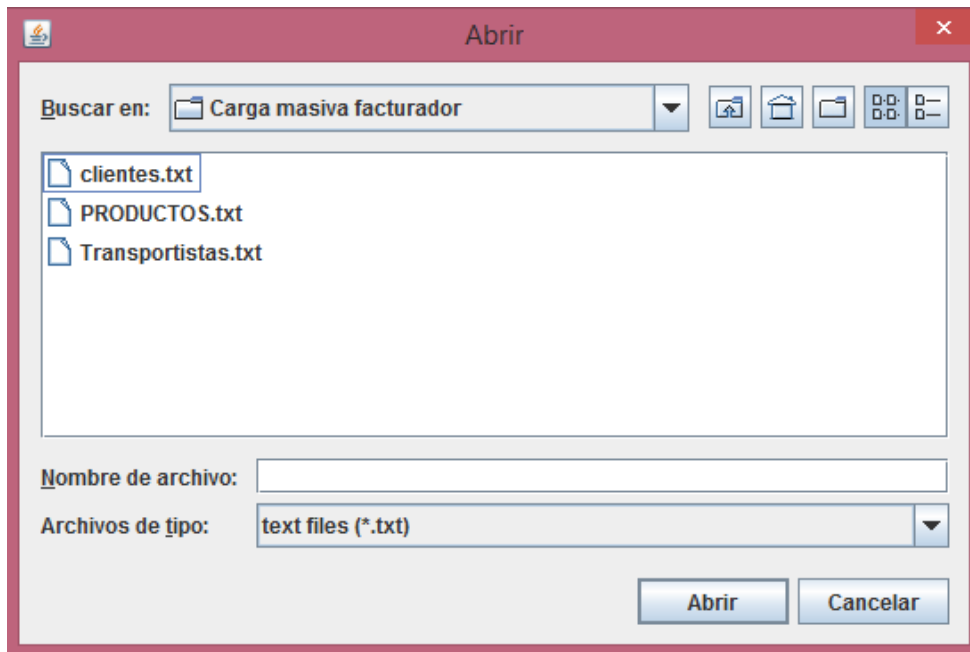 Abrir
Buscar en: Carga masiva facturador
clientes.txt
PRODUCTOS.txt
Transportistas.txt
Nombre de archivo:
Archivos de tipo: text files (*.txt)
Abrir Cancelar